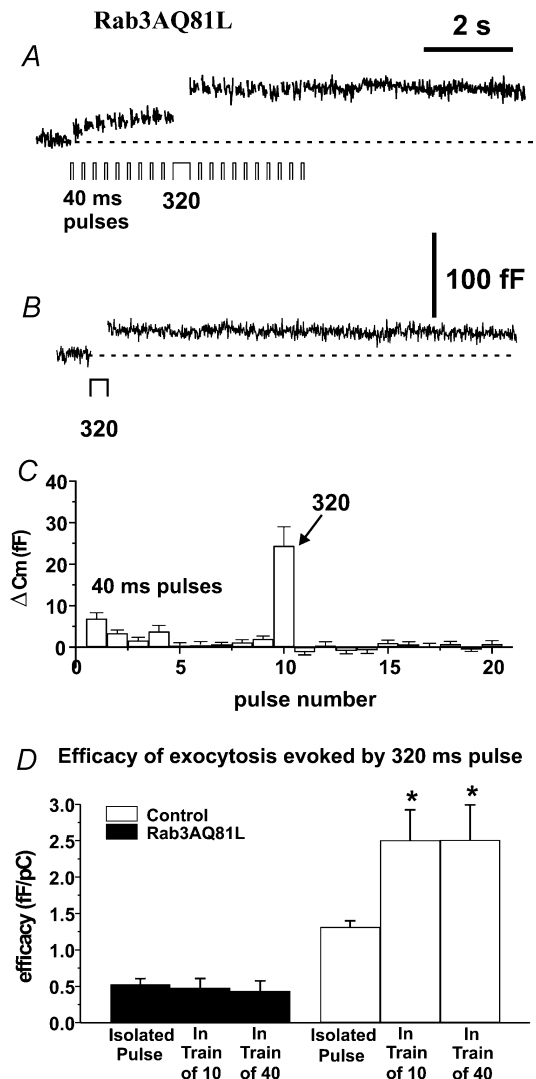 Rab3AQ81L
2 s
A
40 ms
pulses
320
100 fF
B
320
C
40
30
20
10
0
Δ Cm (fF)
320
40 ms pulses
0
5
10
15
20
pulse number
D Efficacy of exocytosis evoked by 320 ms pulse
3.0
2.5
2.0
1.5
1.0
0.5
0.0
efficacy (fF/pC)
Control
Rab3AQ81L
*
*
Isolated
Pulse
In
Train
of 10
In
Train
of 40
Isolated
Pulse
In
Train
of 10
In
Train
of 40